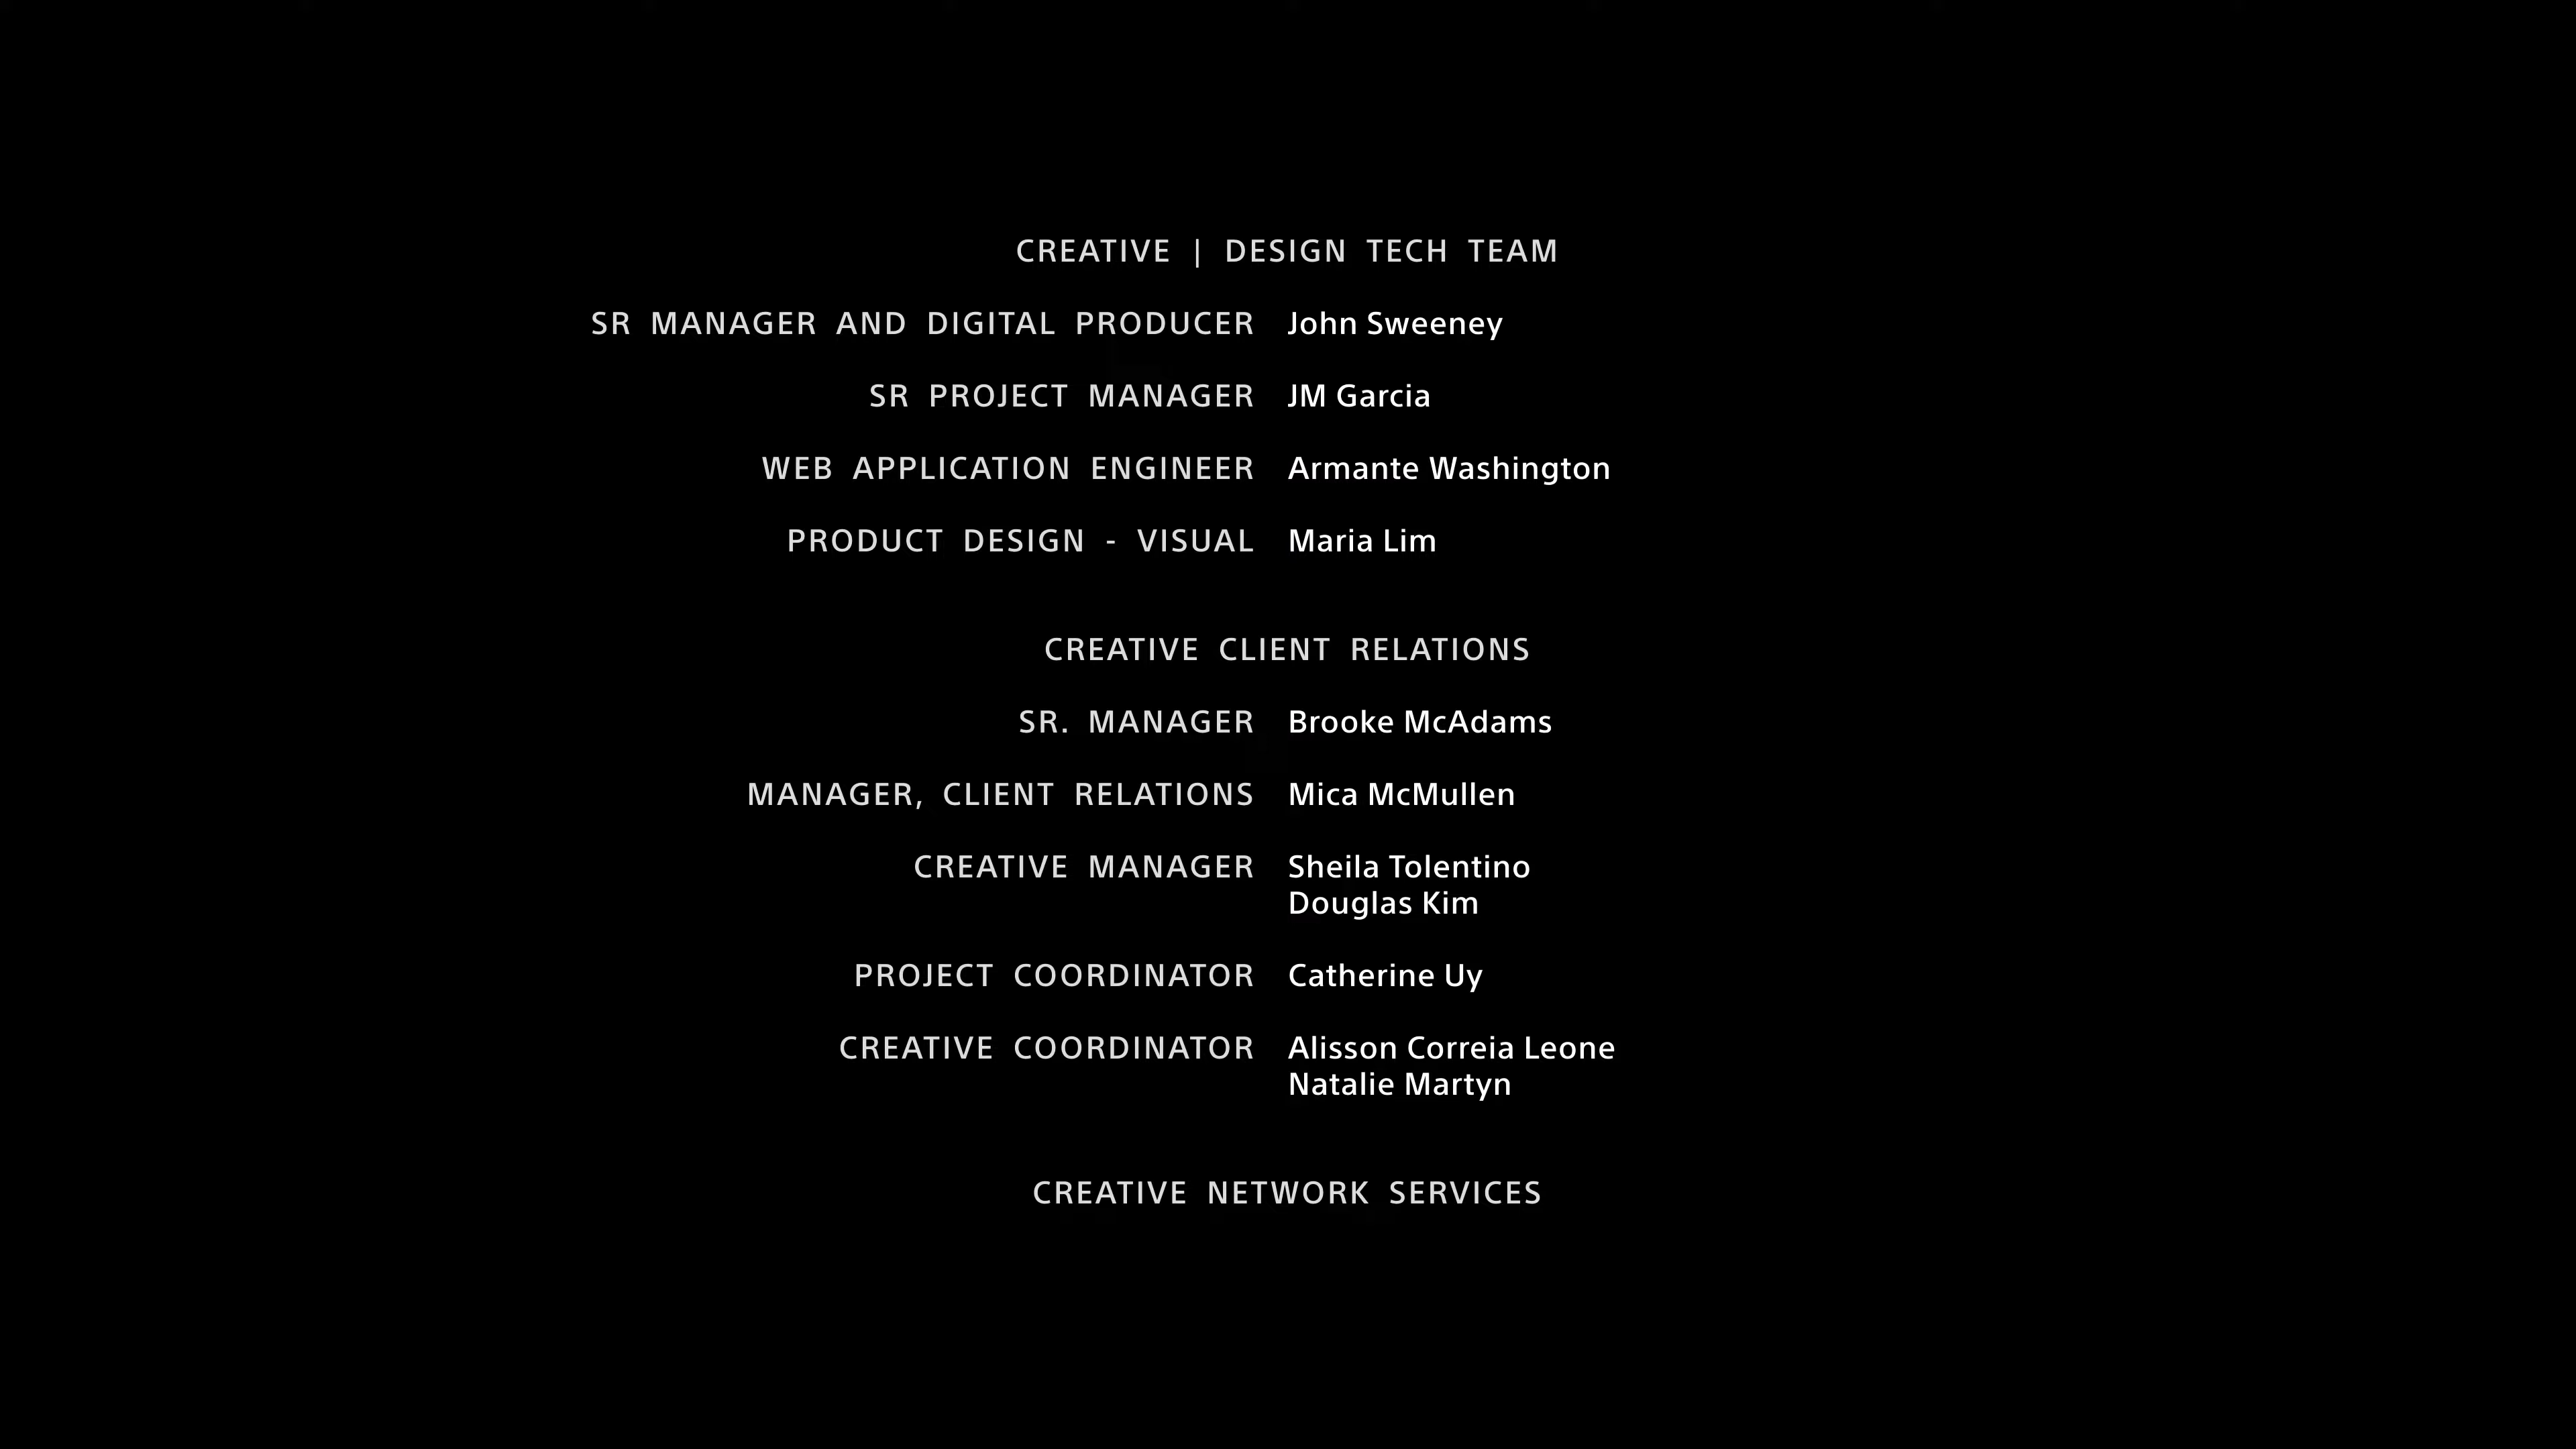 CREATIVE | DESIGN TECH TEAM
SR MANAGER AND DIGITAL PRODUCER John Sweeney
SR PROJECT MANAGER JM Garcia
WEB APPLICATION ENGINEER Armante Washington
PRODUCT DESIGN - VISUAL Maria Lim
CREATIVE CLIENT RELATIONS
SR. MANAGER Brooke McAdams
MANAGER, CLIENT RELATIONS Mica McMullen
CREATIVE MANAGER Sheila Tolentino
Douglas Kim
PROJECT COORDINATOR Catherine Uy
CREATIVE COORDINATOR Alisson Correia Leone
Natalie Martyn
CREATIVE NETWORK SERVICES